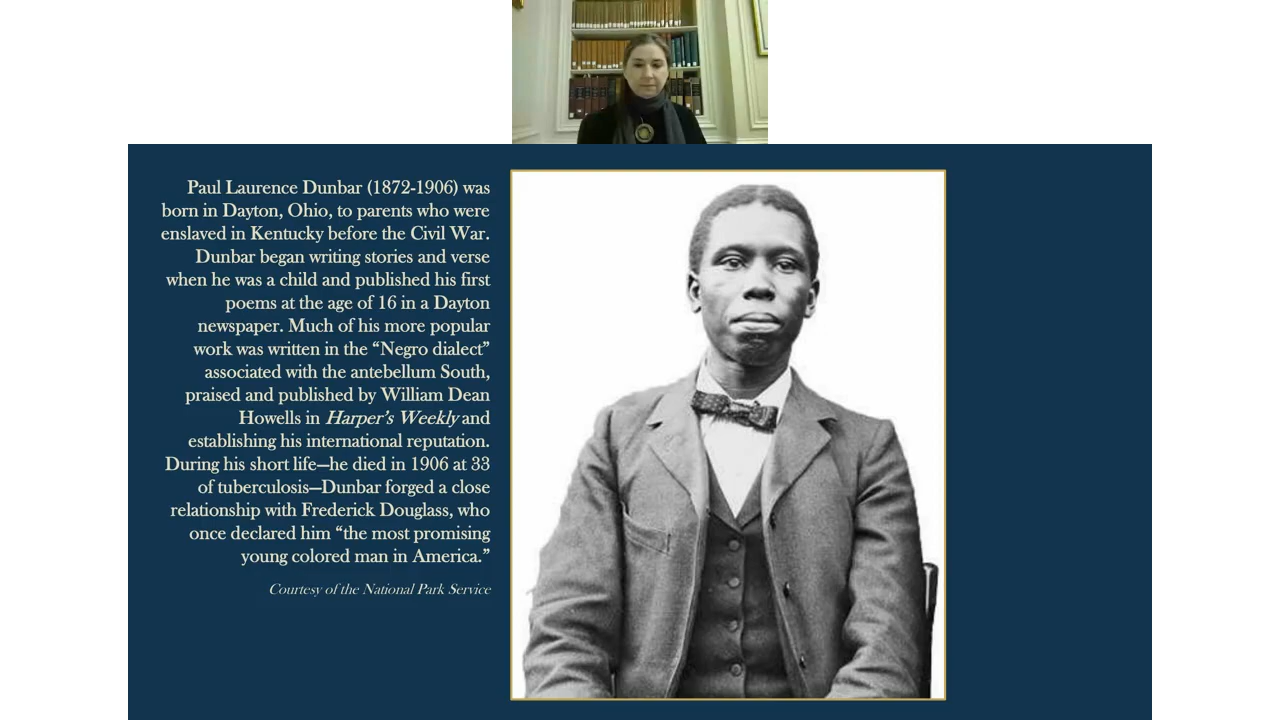 Paul Laurence Dunbar (1872-1906) was
born in Dayton, Ohio, to parents who were
enslaved in Kentucky before the Civil War.
Dunbar began writing stories and verse
when he was a child and published his first
poems at the age of 16 in a Dayton
newspaper. Much of his more popular
work was written in the “Negro dialect”
associated with the antebellum South,
praised and published by William Dean
Howells in Harper’s Weekly and
establishing his international reputation.
During his short life—he died in 1906 at 33
of tuberculosis—Dunbar forged a close
relationship with Frederick Douglass, who
once declared him “the most promising
young colored man in America.”
Courtesy of the National Park Service